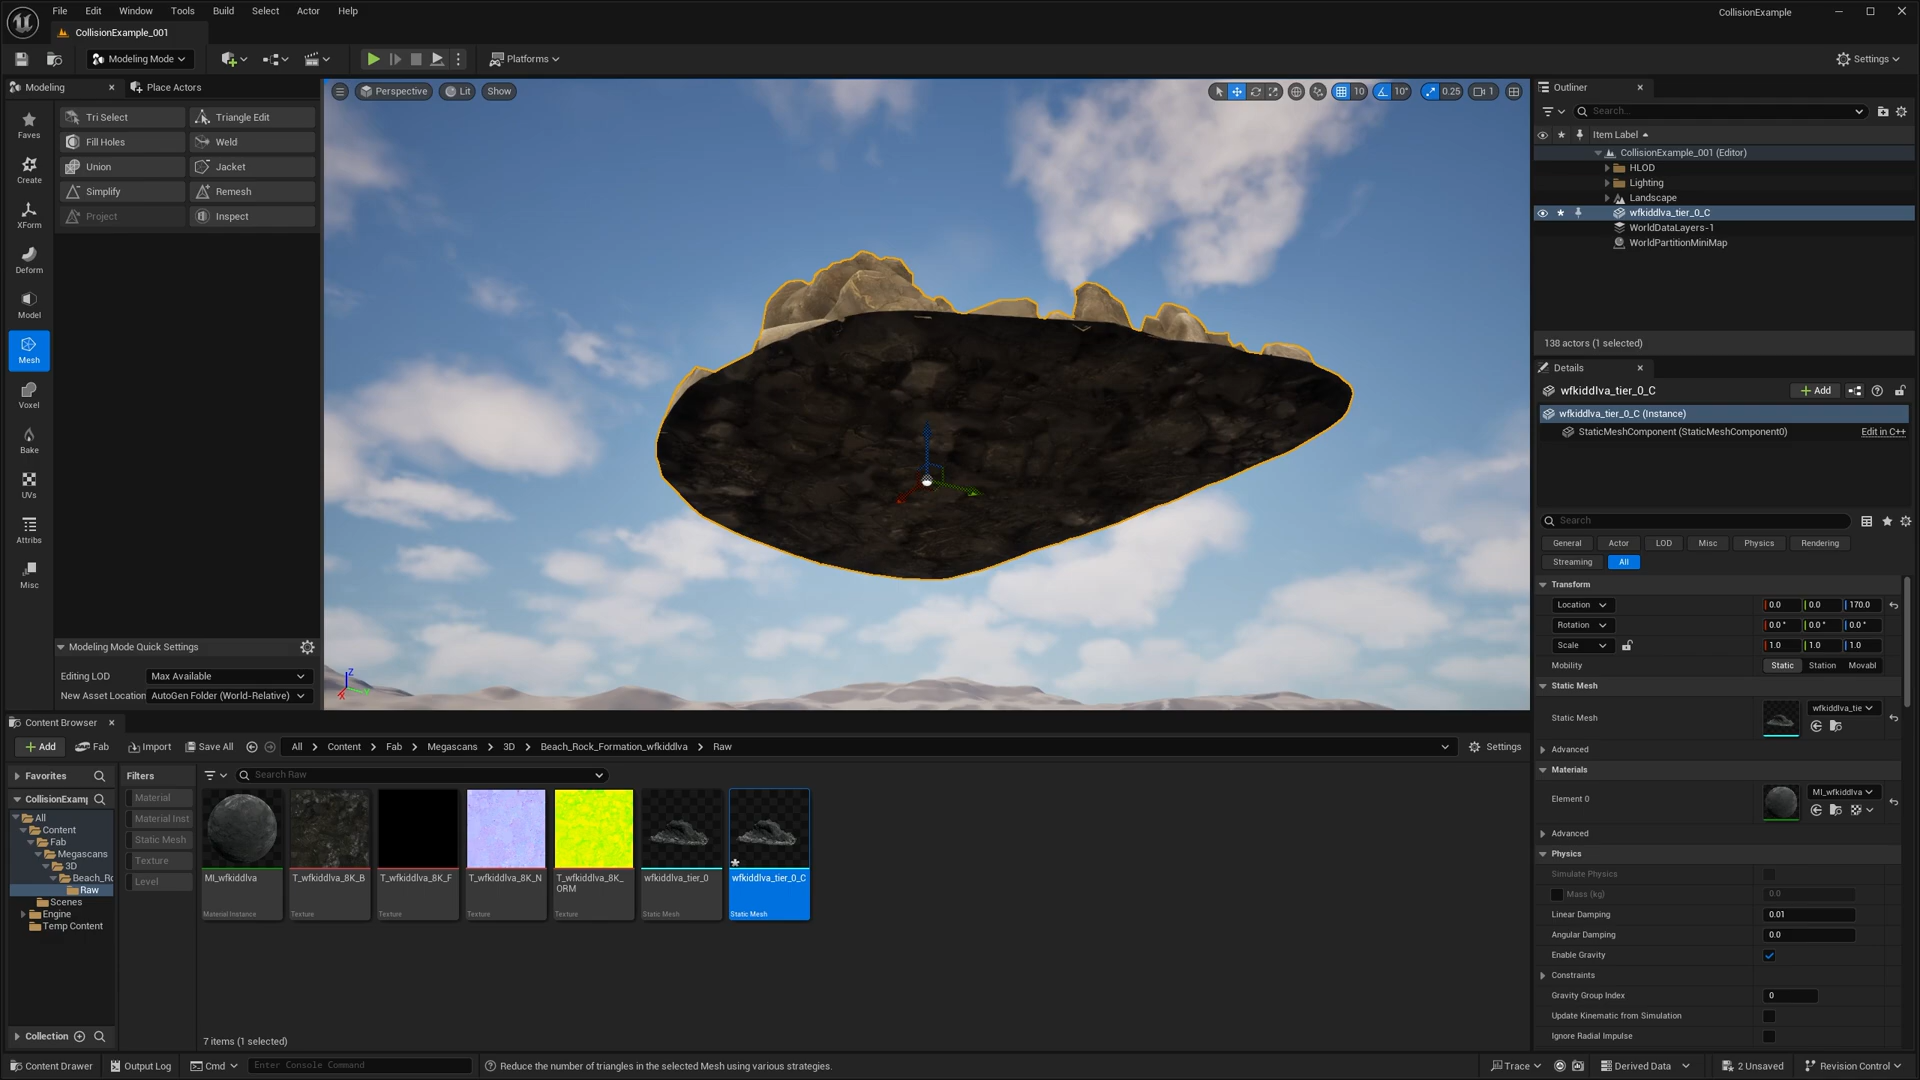 File Edit Window Tools Build Select Actor Help
CollisionExample
CollisionExample_001
Modeling Mode
Platforms
Settings
Modeling
Place Actors
Perspective
Lit
Show
10
10°
0.25
1
Faves
Create
XForm
Deform
Model
Mesh
Voxel
Bake
UVs
Attribs
Misc
Tri Select
Triangle Edit
Fill Holes
Weld
Union
Jacket
Simplify
Remesh
Project
Inspect
Modeling Mode Quick Settings
Editing LOD
Max Available
New Asset Location
AutoGen Folder (World-Relative)
Z
X
Y
Outliner
Search...
Item Label
CollisionExample_001 (Editor)
HLOD
Lighting
Landscape
wfkiddlva_tier_0_C
WorldDataLayers-1
WorldPartitionMiniMap
138 actors (1 selected)
Details
wfkiddlva_tier_0_C
Add
wfkiddlva_tier_0_C (Instance)
StaticMeshComponent (StaticMeshComponent0)
Edit in C++
Search
General
Actor
LOD
Misc
Physics
Rendering
Streaming
All
Transform
Location
0.0
0.0
170.0
Rotation
0.0 °
0.0 °
0.0 °
Scale
1.0
1.0
1.0
Mobility
Static
Station
Movabl
Static Mesh
Static Mesh
wfkiddlva_tie
Advanced
Materials
Element 0
MI_wfkiddlva
Advanced
Physics
Simulate Physics
Mass (kg)
0.0
Linear Damping
0.01
Angular Damping
0.0
Enable Gravity
Constraints
Gravity Group Index
0
Update Kinematic from Simulation
Ignore Radial Impulse
Content Browser
Add
Fab
Import
Save All
All
Content
Fab
Megascans
3D
Beach_Rock_Formation_wfkiddlva
Raw
Settings
Favorites
CollisionExamp
All
Content
Fab
Megascans
3D
Beach_Ro
Raw
Scenes
Engine
Temp Content
Collection
Filters
Material
Material Inst
Static Mesh
Texture
Level
Search Raw
MI_wfkiddlva
Material Instance
T_wfkiddlva_8K_B
Texture
T_wfkiddlva_8K_F
Texture
T_wfkiddlva_8K_N
Texture
T_wfkiddlva_8K_
ORM
Texture
wfkiddlva_tier_0
Static Mesh
wfkiddlva_tier_0_C
Static Mesh
7 items (1 selected)
Content Drawer
Output Log
Cmd
Enter Console Command
Reduce the number of triangles in the selected Mesh using various strategies.
Trace
Derived Data
2 Unsaved
Revision Control